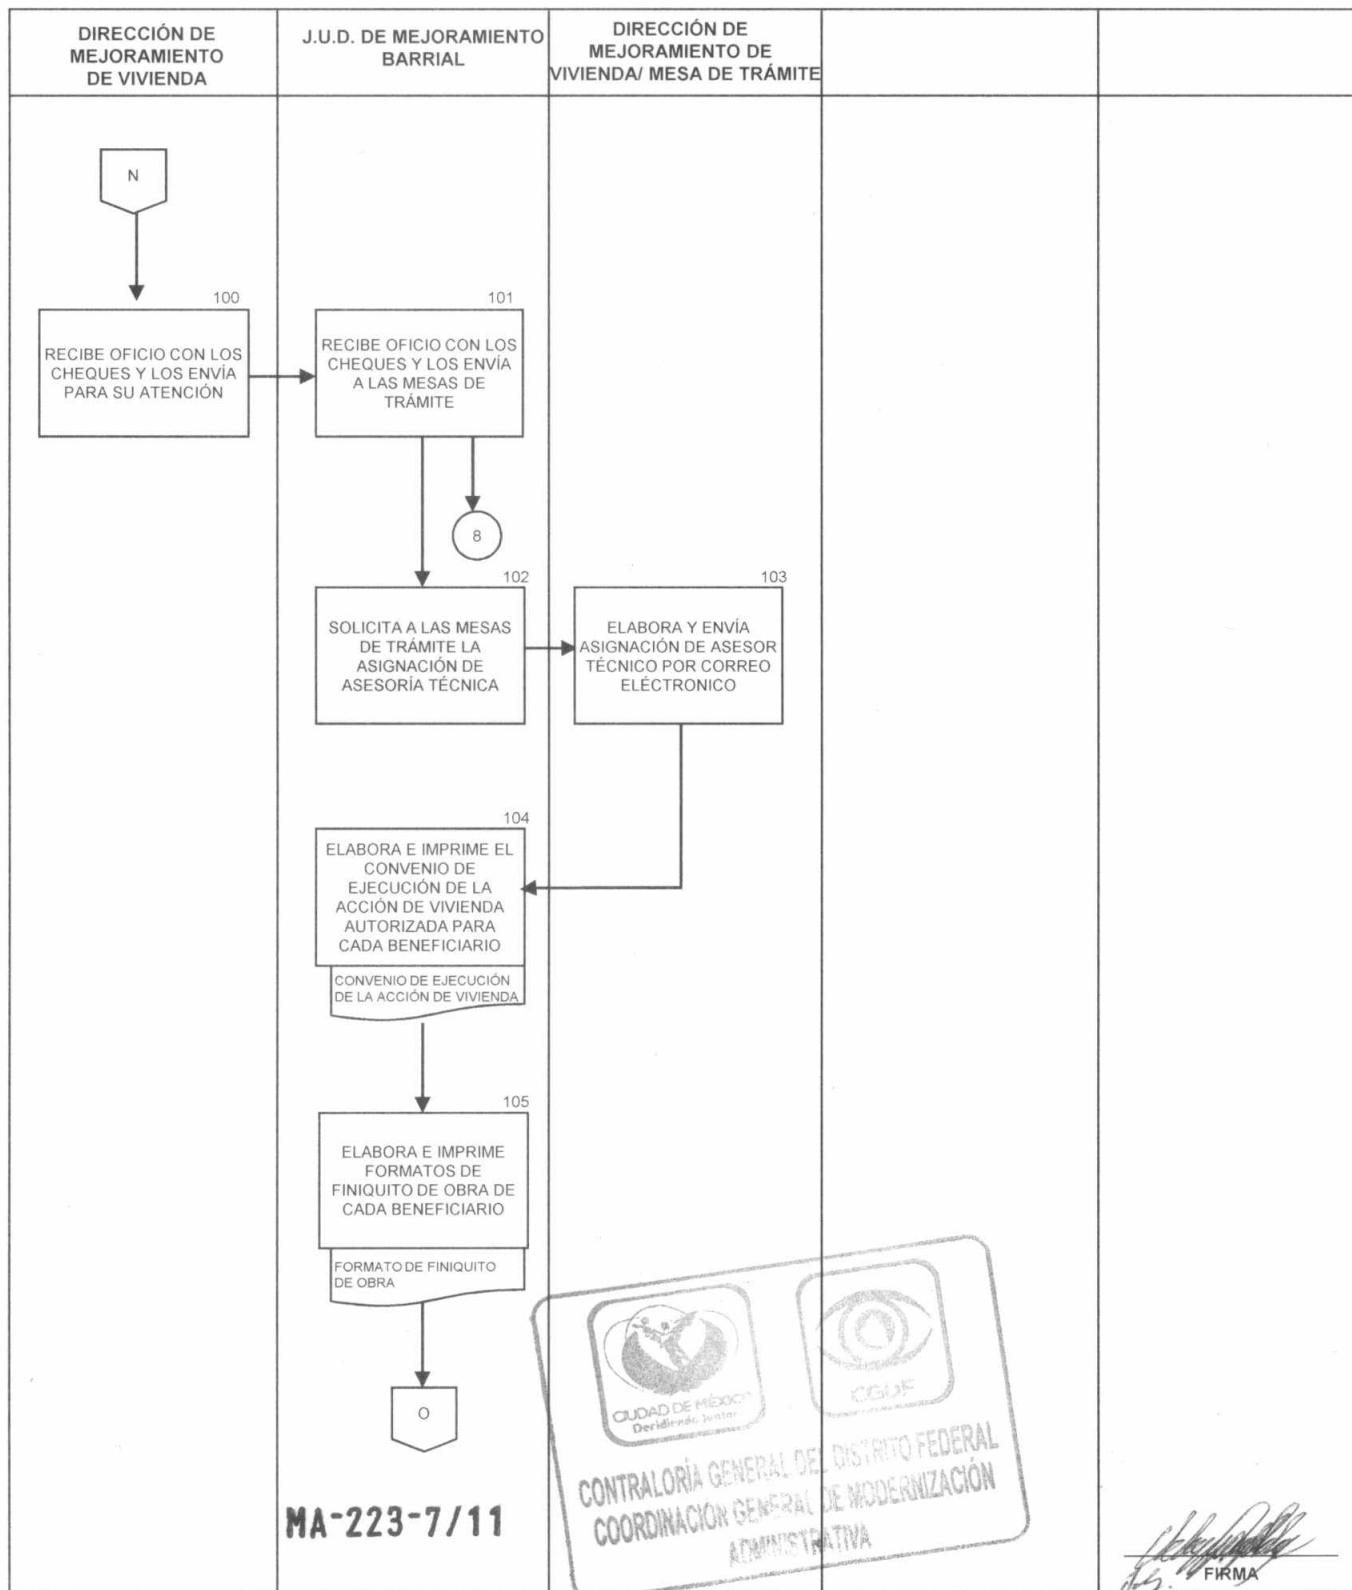 DIRECCIÓN DE
MEJORAMIENTO
DE VIVIENDA
J.U.D. DE MEJORAMIENTO
BARRIAL
DIRECCIÓN DE
MEJORAMIENTO DE
VIVIENDA/ MESA DE TRÁMITE
N
100
RECIBE OFICIO CON LOS
CHEQUES Y LOS ENVÍA
PARA SU ATENCIÓN
101
RECIBE OFICIO CON LOS
CHEQUES Y LOS ENVÍA
A LAS MESAS DE
TRÁMITE
8
102
SOLICITA A LAS MESAS
DE TRÁMITE LA
ASIGNACIÓN DE
ASESORÍA TÉCNICA
103
ELABORA Y ENVÍA
ASIGNACIÓN DE ASESOR
TÉCNICO POR CORREO
ELÉCTRONICO
104
ELABORA E IMPRIME EL
CONVENIO DE
EJECUCIÓN DE LA
ACCIÓN DE VIVIENDA
AUTORIZADA PARA
CADA BENEFICIARIO
CONVENIO DE EJECUCIÓN
DE LA ACCIÓN DE VIVIENDA
105
ELABORA E IMPRIME
FORMATOS DE
FINIQUITO DE OBRA DE
CADA BENEFICIARIO
FORMATO DE FINIQUITO
DE OBRA
O
CIUDAD DE MÉXICO
Decidiendo Juntos
CGDF
CONTRALORÍA GENERAL DEL DISTRITO FEDERAL
COORDINACIÓN GENERAL DE MODERNIZACIÓN
ADMINISTRATIVA
MA-223-7/11
FIRMA